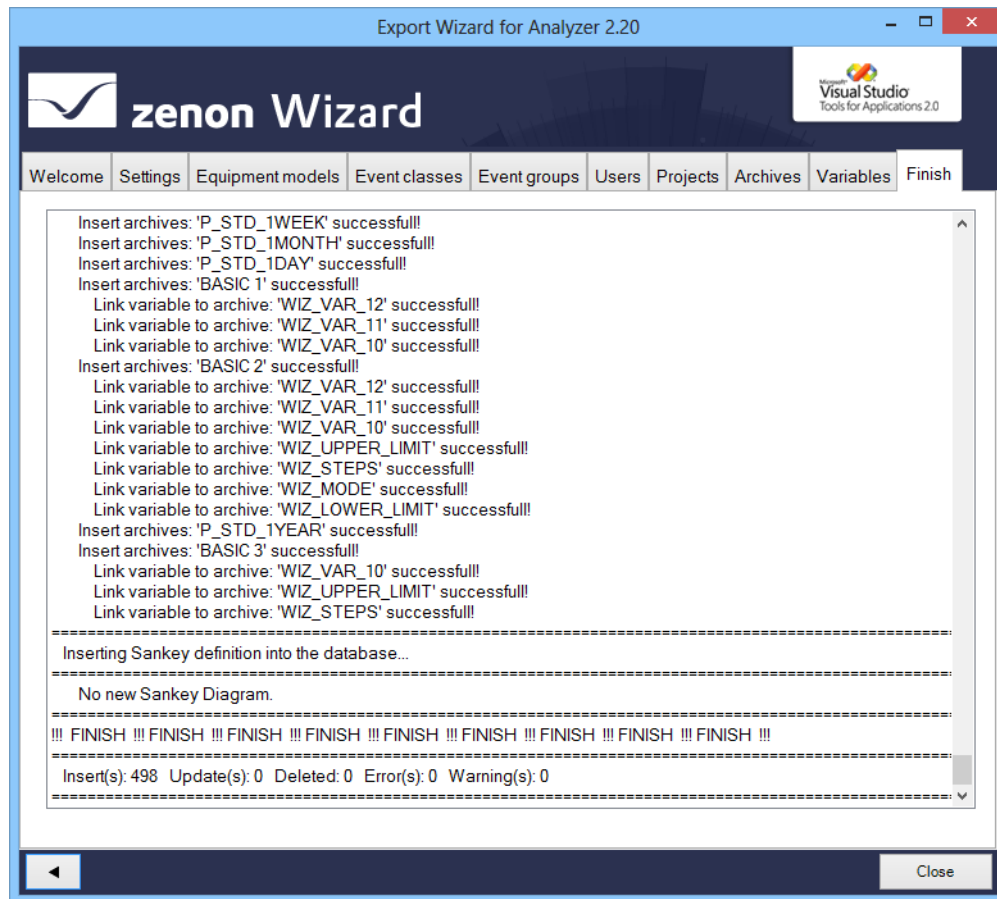 Export Wizard for Analyzer 2.20
zenon Wizard
Microsoft
Visual Studio
Tools for Applications 2.0
Welcome Settings Equipment models Event classes Event groups Users Projects Archives Variables Finish
Insert archives: 'P_STD_1WEEK' successfull!
Insert archives: 'P_STD_1MONTH' successfull!
Insert archives: 'P_STD_1DAY' successfull!
Insert archives: 'BASIC 1' successfull!
Link variable to archive: 'WIZ_VAR_12' successfull!
Link variable to archive: 'WIZ_VAR_11' successfull!
Link variable to archive: 'WIZ_VAR_10' successfull!
Insert archives: 'BASIC 2' successfull!
Link variable to archive: 'WIZ_VAR_12' successfull!
Link variable to archive: 'WIZ_VAR_11' successfull!
Link variable to archive: 'WIZ_VAR_10' successfull!
Link variable to archive: 'WIZ_UPPER_LIMIT' successfull!
Link variable to archive: 'WIZ_STEPS' successfull!
Link variable to archive: 'WIZ_MODE' successfull!
Link variable to archive: 'WIZ_LOWER_LIMIT' successfull!
Insert archives: 'P_STD_1YEAR' successfull!
Insert archives: 'BASIC 3' successfull!
Link variable to archive: 'WIZ_VAR_10' successfull!
Link variable to archive: 'WIZ_UPPER_LIMIT' successfull!
Link variable to archive: 'WIZ_STEPS' successfull!
Inserting Sankey definition into the database...
No new Sankey Diagram.
!!! FINISH !!! FINISH !!! FINISH !!! FINISH !!! FINISH !!! FINISH !!! FINISH !!! FINISH !!! FINISH !!!
Insert(s): 498 Update(s): 0 Deleted: 0 Error(s): 0 Warning(s): 0
Close